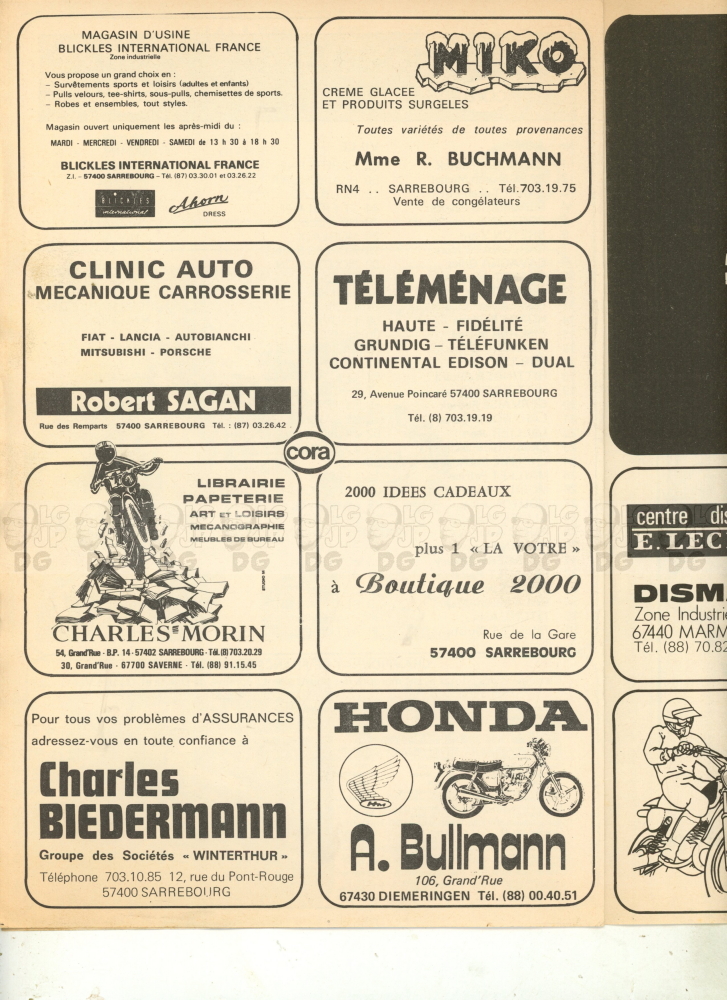 MAGASIN D'USINE
BLICKLES INTERNATIONAL FRANCE
Zone industrielle
Vous propose un grand choix en :
– Survêtements sports et loisirs (adultes et enfants)
– Pulls velours, tee-shirts, sous-pulls, chemisettes de sports.
– Robes et ensembles, tout styles.
Magasin ouvert uniquement les après-midi du :
MARDI - MERCREDI - VENDREDI - SAMEDI de 13 h 30 à 18 h 30
BLICKLES INTERNATIONAL FRANCE
Z.I. – 57400 SARREBOURG – Tél. (87) 03.30.01 et 03.26.22
BLICKLES
international
Ahorn
DRESS
MIKO
CREME GLACEE
ET PRODUITS SURGELES
Toutes variétés de toutes provenances
Mme R. BUCHMANN
RN4 .. SARREBOURG .. Tél. 703.19.75
Vente de congélateurs
CLINIC AUTO
MECANIQUE CARROSSERIE
FIAT - LANCIA - AUTOBIANCHI
MITSUBISHI - PORSCHE
Robert SAGAN
Rue des Remparts 57400 SARREBOURG Tél. : (87) 03.26.42
TÉLÉMÉNAGE
HAUTE - FIDÉLITÉ
GRUNDIG – TÉLÉFUNKEN
CONTINENTAL EDISON – DUAL
29, Avenue Poincaré 57400 SARREBOURG
Tél. (8) 703.19.19
cora
LIBRAIRIE
PAPETERIE
ART ET LOISIRS
MECANOGRAPHIE
MEUBLES DE BUREAU
CHARLES MORIN
54, Grand'Rue - B.P. 14 - 57402 SARREBOURG - Tél. (8) 703.20.29
30, Grand'Rue - 67700 SAVERNE - Tél. (88) 91.15.45
2000 IDEES CADEAUX
plus 1 « LA VOTRE »
à Boutique 2000
Rue de la Gare
57400 SARREBOURG
centre dis
E.LEC
DISM
Zone Industrie
67440 MARM
Tél. (88) 70.82
Pour tous vos problèmes d'ASSURANCES
adressez-vous en toute confiance à
Charles
BIEDERMANN
Groupe des Sociétés « WINTERTHUR »
Téléphone 703.10.85 12, rue du Pont-Rouge
57400 SARREBOURG
HONDA
A. Bullmann
106, Grand'Rue
67430 DIEMERINGEN Tél. (88) 00.40.51
LGJP DG